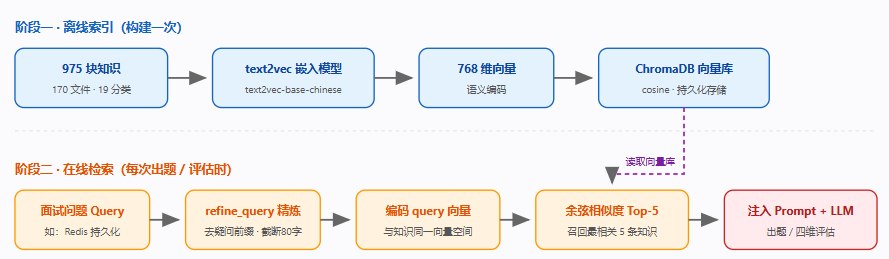 阶段一 · 离线索引（构建一次）
975 块知识
170 文件 · 19 分类
text2vec 嵌入模型
text2vec-base-chinese
768 维向量
语义编码
ChromaDB 向量库
cosine · 持久化存储
读取向量库
阶段二 · 在线检索（每次出题 / 评估时）
面试问题 Query
如：Redis 持久化
refine_query 精炼
去疑问前缀 · 截断80字
编码 query 向量
与知识同一向量空间
余弦相似度 Top-5
召回最相关 5 条知识
注入 Prompt + LLM
出题 / 四维评估